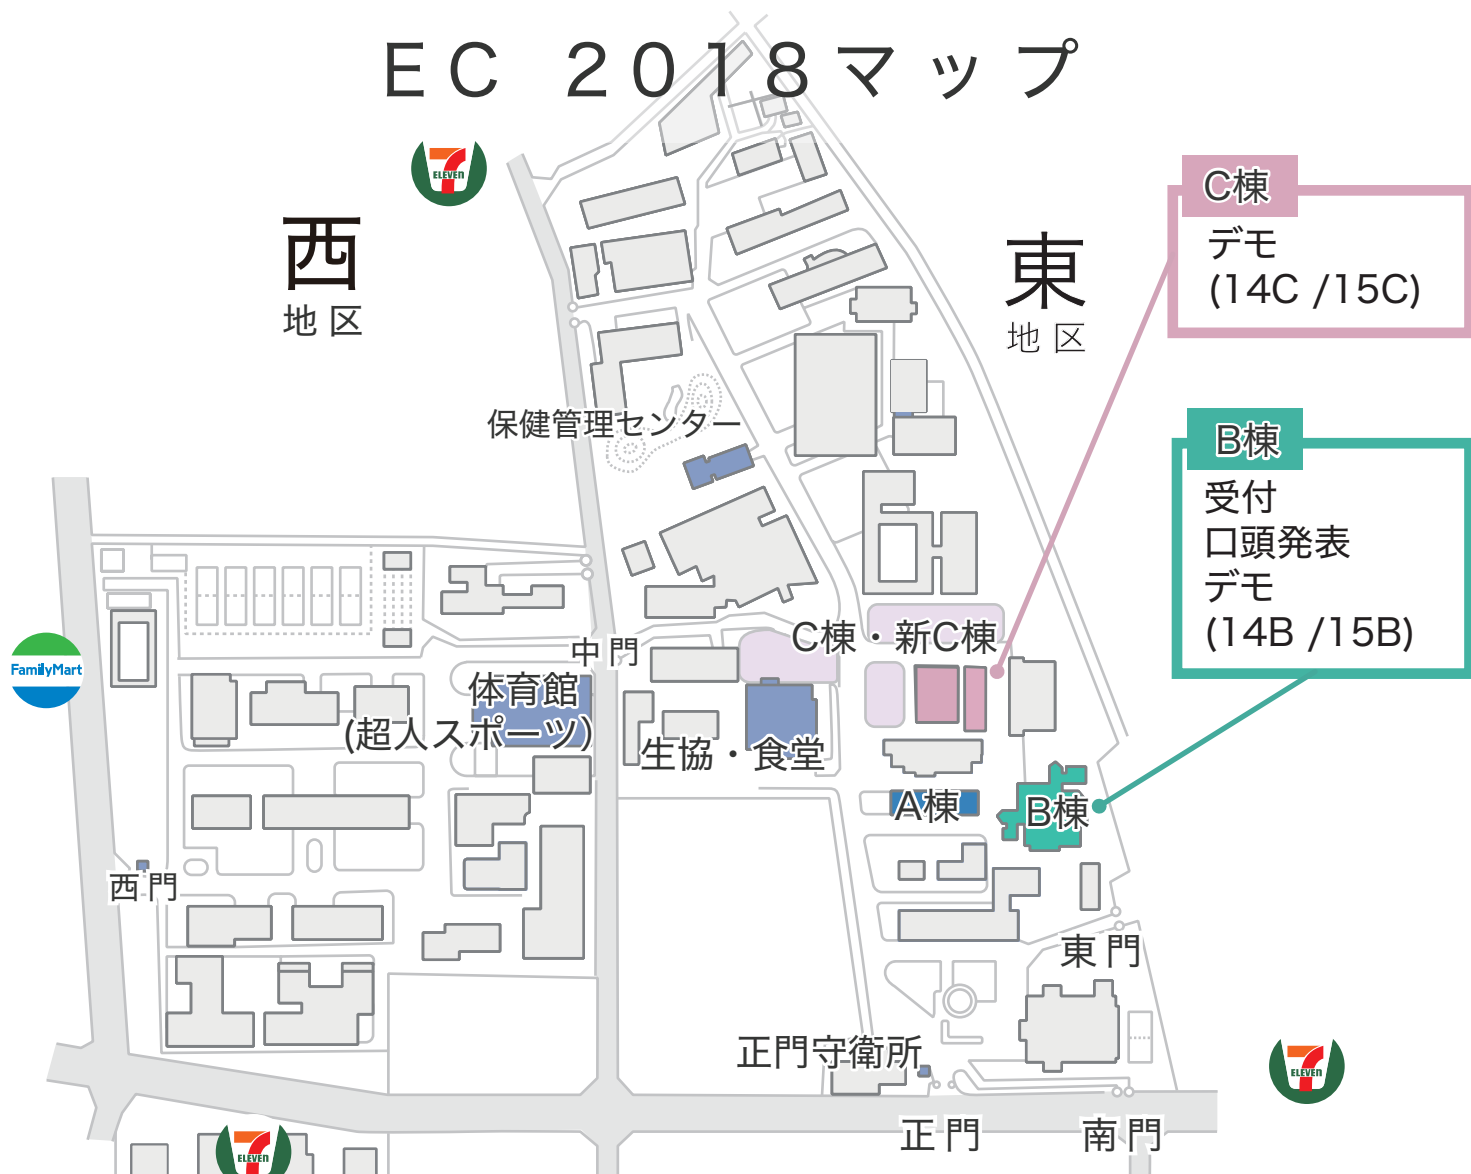 EC 2018マップ
7
ELEVEN
西
地区
東
地区
C棟
デモ
(14C /15C)
保健管理センター
B棟
受付
口頭発表
デモ
(14B /15B)
C棟・新C棟
中門
FamilyMart
体育館
(超人スポーツ)
生協・食堂
A棟
B棟
西門
東門
正門守衛所
7
ELEVEN
正門
南門
7
ELEVEN